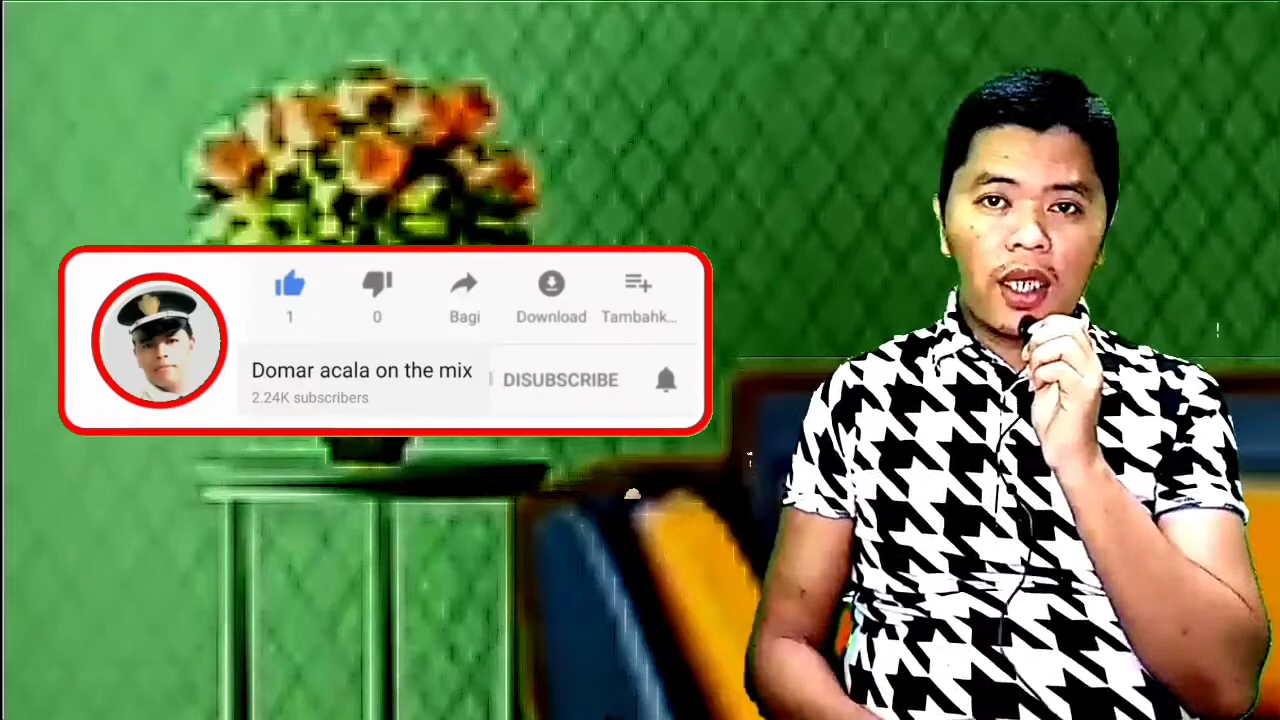 1
0
Bagi
Download
Tambahk...
Domar acala on the mix
DISUBSCRIBE
2.24K subscribers